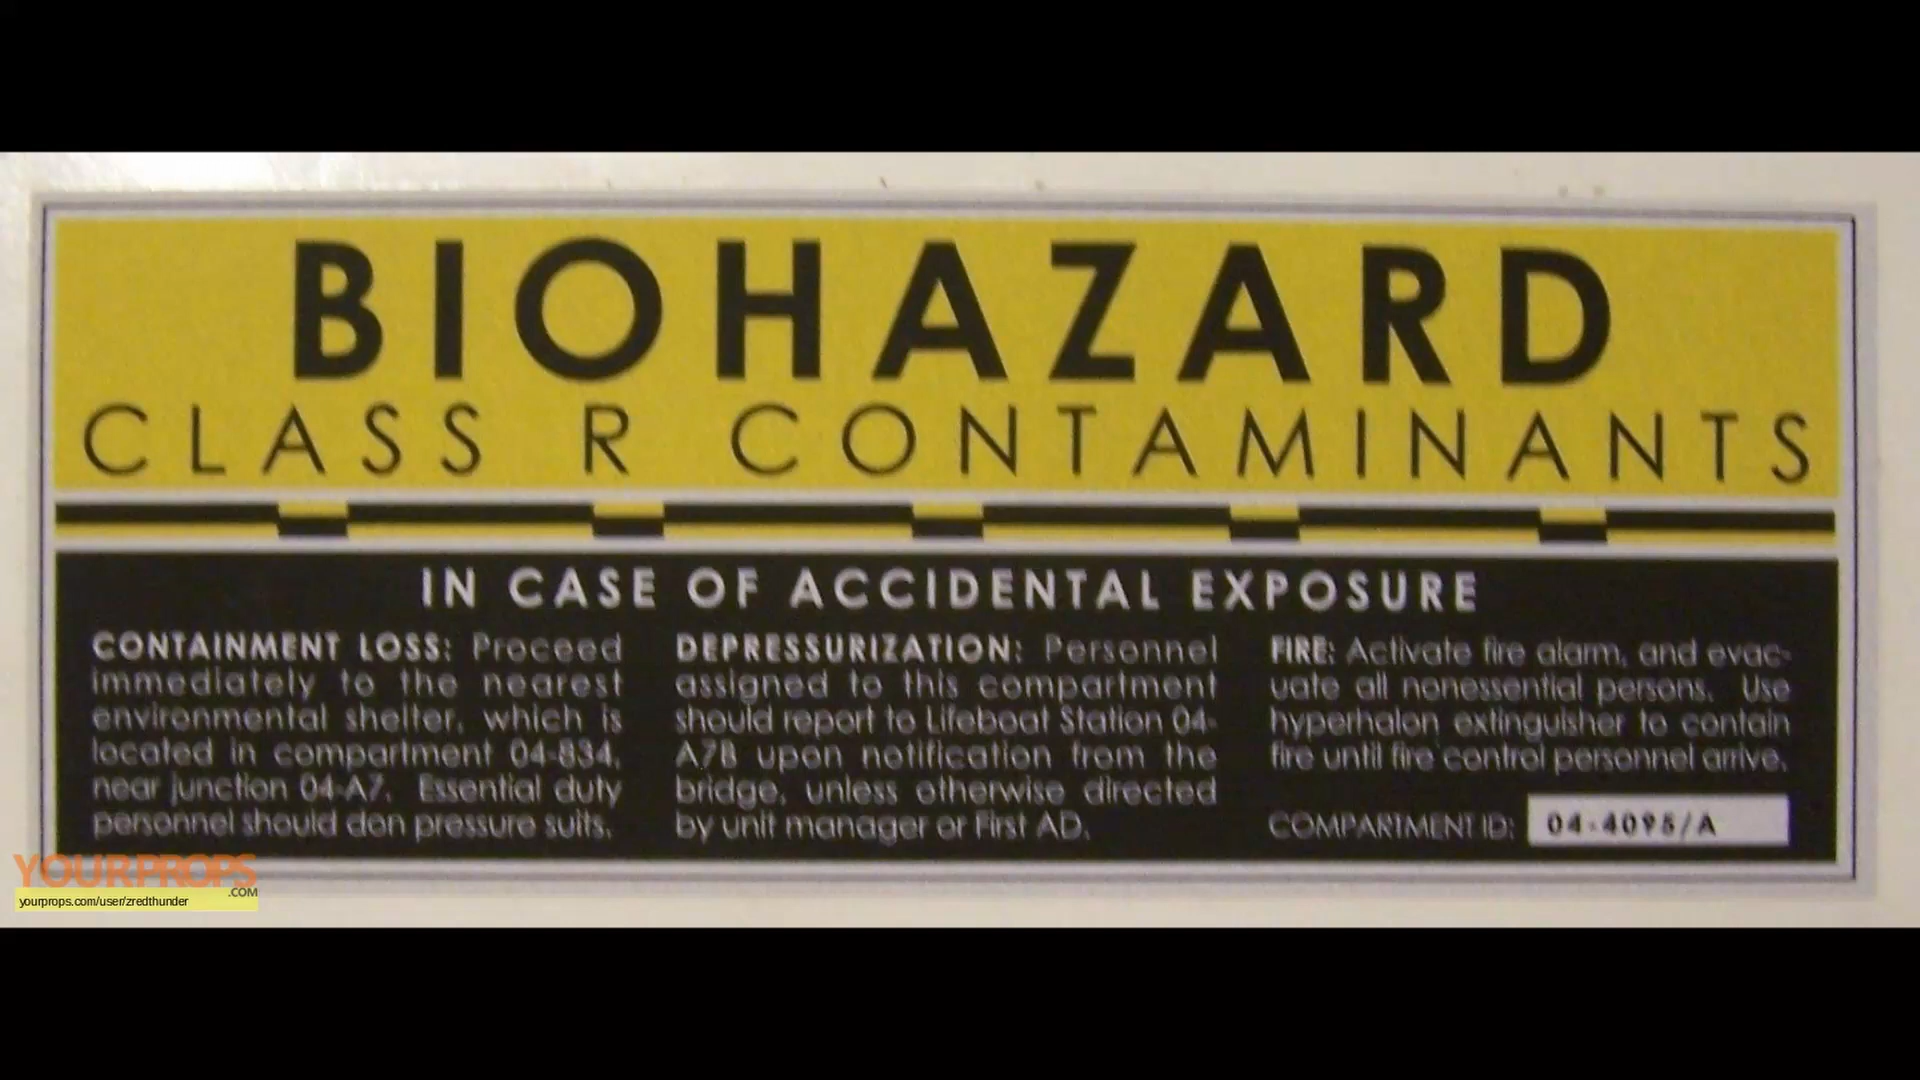 BIOHAZARD
CLASS R CONTAMINANTS
IN CASE OF ACCIDENTAL EXPOSURE
CONTAINMENT LOSS: Proceed
immediately to the nearest
environmental shelter, which is
located in compartment 04-834,
near junction 04-A7. Essential duty
personnel should don pressure suits.
DEPRESSURIZATION: Personnel
assigned to this compartment
should report to Lifeboat Station 04-
A7B upon notification from the
bridge, unless otherwise directed
by unit manager or First AD.
FIRE: Activate fire alarm, and evac-
uate all nonessential persons. Use
hyperhalon extinguisher to contain
fire until fire control personnel arrive.
COMPARTMENT ID: 04-4095/A
YOURPROPS
.COM
yourprops.com/user/zredthunder